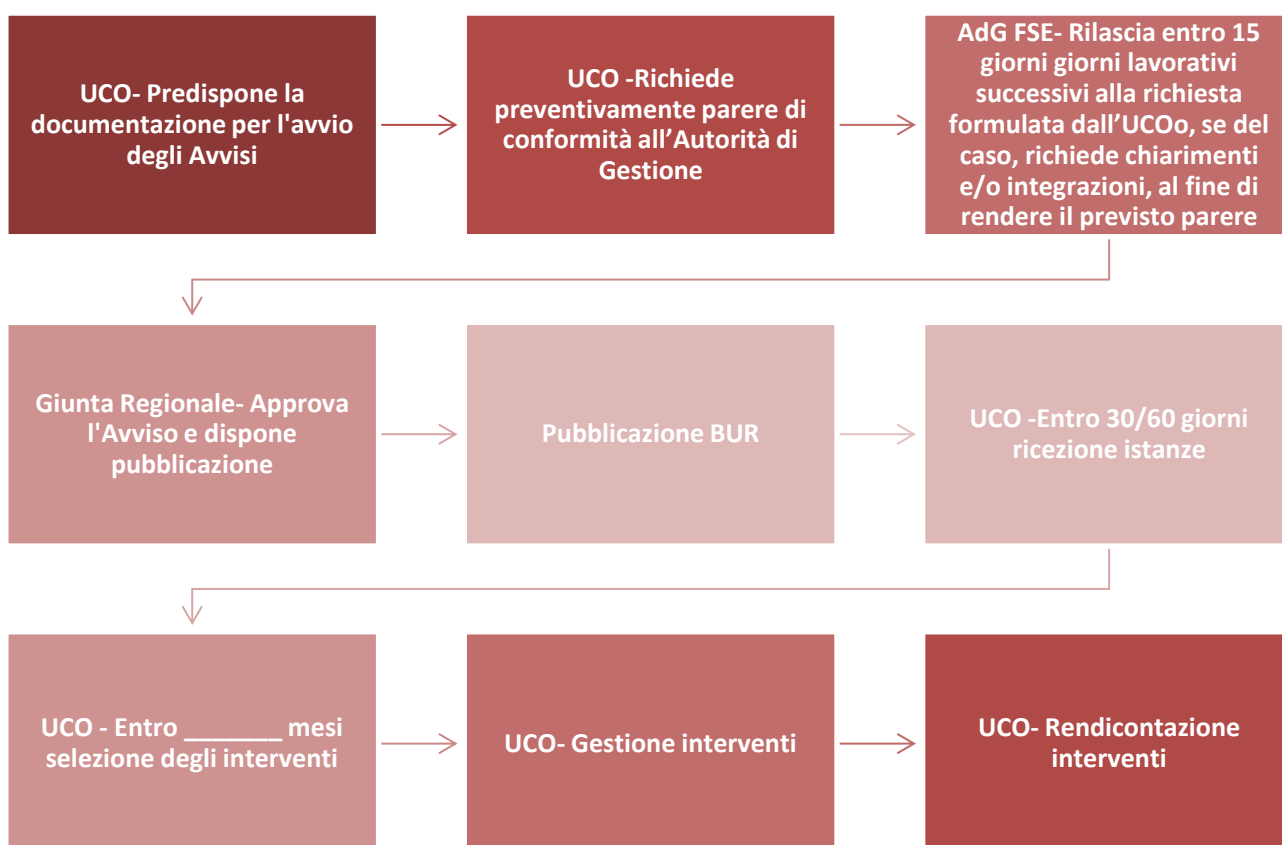 UCO- Predispone la
documentazione per l'avvio
degli Avvisi
UCO -Richiede
preventivamente parere di
conformità all’Autorità di
Gestione
AdG FSE- Rilascia entro 15
giorni giorni lavorativi
successivi alla richiesta
formulata dall’UCOo, se del
caso, richiede chiarimenti
e/o integrazioni, al fine di
rendere il previsto parere
Giunta Regionale- Approva
l'Avviso e dispone
pubblicazione
Pubblicazione BUR
UCO -Entro 30/60 giorni
ricezione istanze
UCO - Entro _______ mesi
selezione degli interventi
UCO- Gestione interventi
UCO- Rendicontazione
interventi